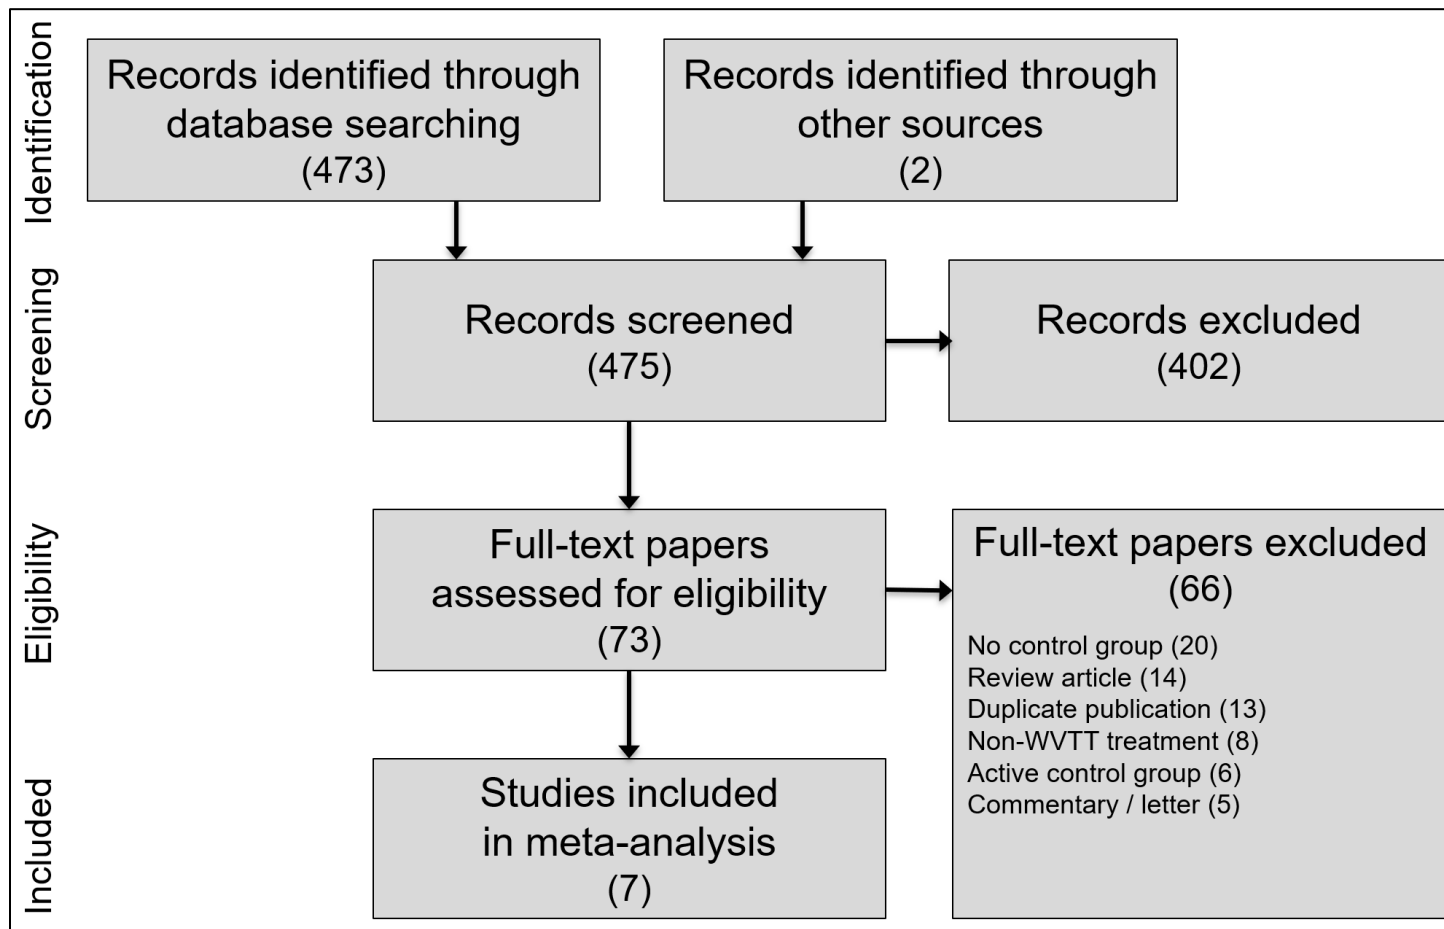 Identification
Records identified through
database searching
(473)
Records identified through
other sources
(2)
Screening
Records screened
(475)
Records excluded
(402)
Eligibility
Full-text papers
assessed for eligibility
(73)
Full-text papers excluded
(66)
No control group (20)
Review article (14)
Duplicate publication (13)
Non-WVTT treatment (8)
Active control group (6)
Commentary / letter (5)
Included
Studies included
in meta-analysis
(7)